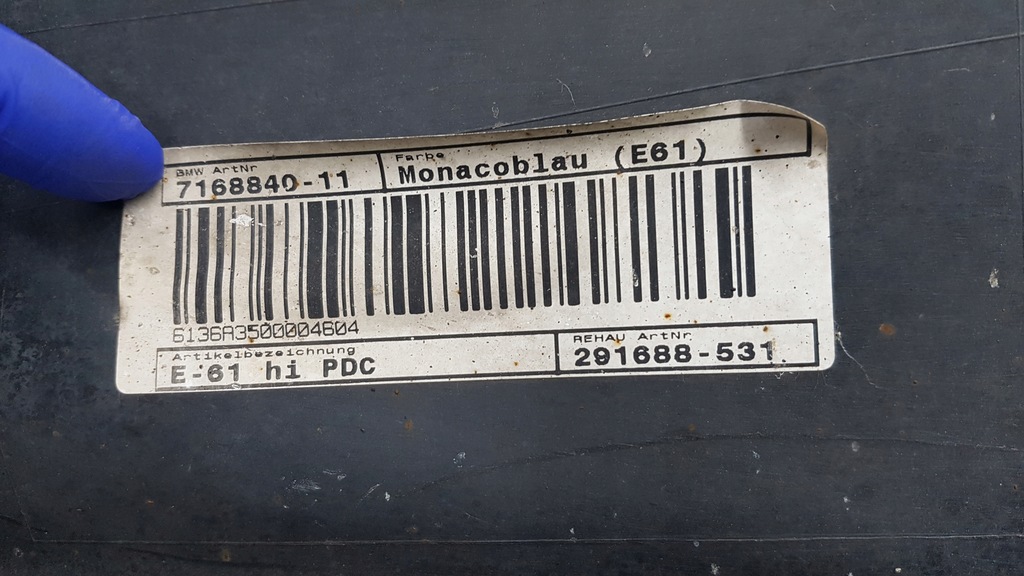 BMW ArtNr Farbe
7168840-11 Monacoblau (E61)
6136A3500004604
Artikelbezeichnung REHAU ArtNr
E-61 hi PDC 291688-531